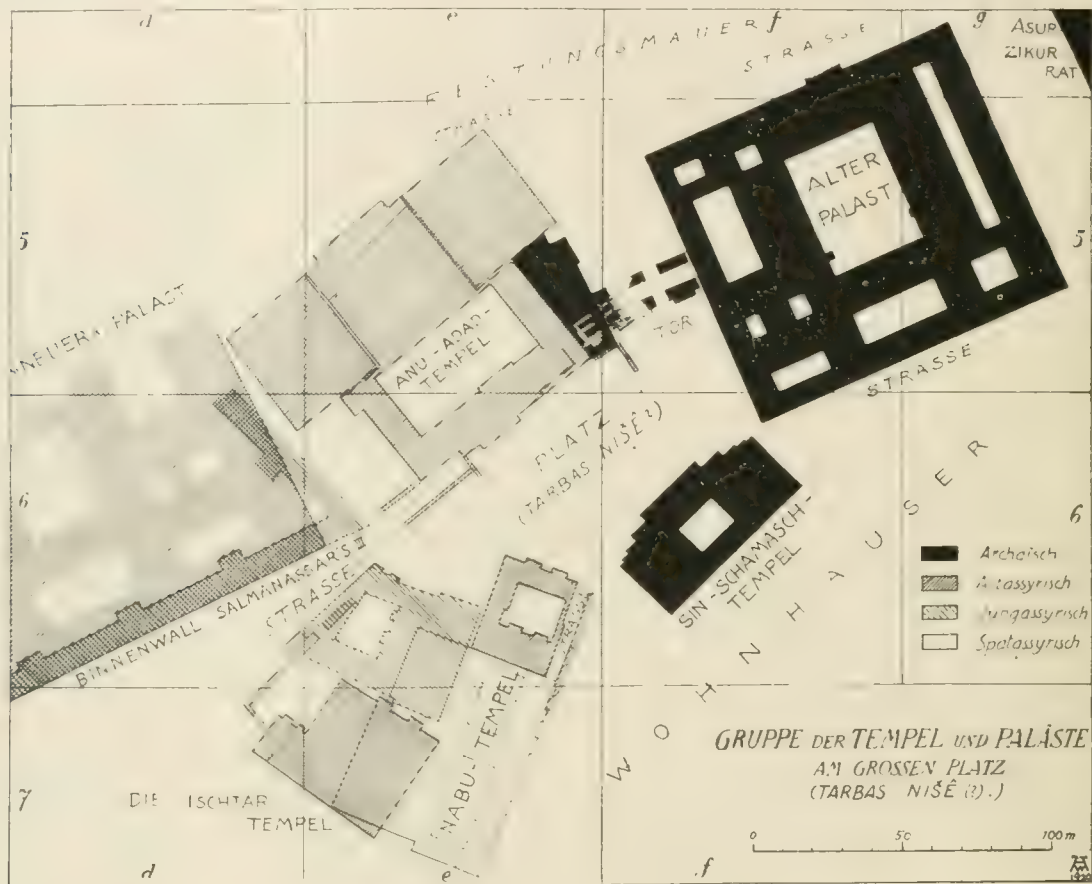 d
e
f
g
FESTUNGSMAUER
STRASSE
STRASSE
ASUR-
ZIKUR
RAT
5
5
ALTER
PALAST
"NEUER" PALAST
ANU-ADAD-
TEMPEL
TOR
STRASSE
PLATZ
(TARBAS NIŠÊ?)
6
6
BINNENWALL SALMANASSARS III
(STRASSE
SIN-SCHAMASCH-
TEMPEL
WOHNHÄUSER
Archaisch
Altassyrisch
Jungassyrisch
Spätassyrisch
NABU-TEMPEL
DIE ISCHTAR
TEMPEL
7
GRUPPE DER TEMPEL UND PALÄSTE
AM GROSSEN PLATZ
(TARBAS NIŠÊ (?).)
0 50 100 m
d
e
f